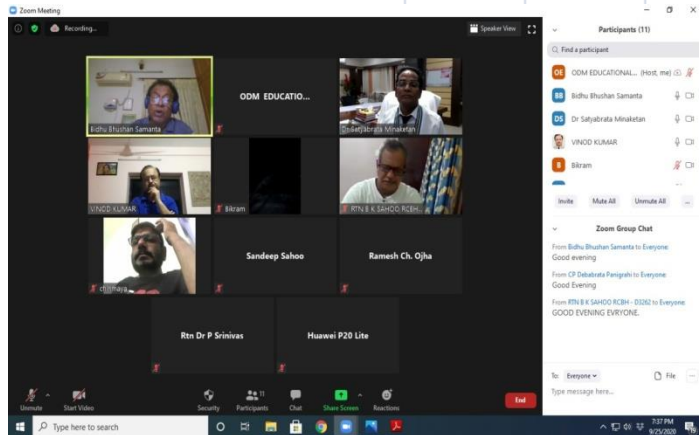 Zoom Meeting
Recording...
Speaker View
Bidhu Bhushan Samanta
ODM EDUCATIO...
Dr Satyabrata Minaketan
VINOD KUMAR
Bikram
RTN B K SAHOO RCBH...
chinmaya
Sandeep Sahoo
Ramesh Ch. Ojha
Rtn Dr P Srinivas
Huawei P20 Lite
Unmute
Start Video
Security
11
Participants
Chat
Share Screen
Reactions
End
Participants (11)
Find a participant
OE ODM EDUCATIONAL... (Host, me)
BB Bidhu Bhushan Samanta
DS Dr Satyabrata Minaketan
VINOD KUMAR
B Bikram
Invite
Mute All
Unmute All
...
Zoom Group Chat
From Bidhu Bhushan Samanta to Everyone:
Good evening
From CP Debabrata Panigrahi to Everyone:
Good Evening
From RTN B K SAHOO RCBH - D3262 to Everyone:
GOOD EVENING EVRYONE.
To: Everyone
File
...
Type message here...
Type here to search
7:37 PM
9/25/2020